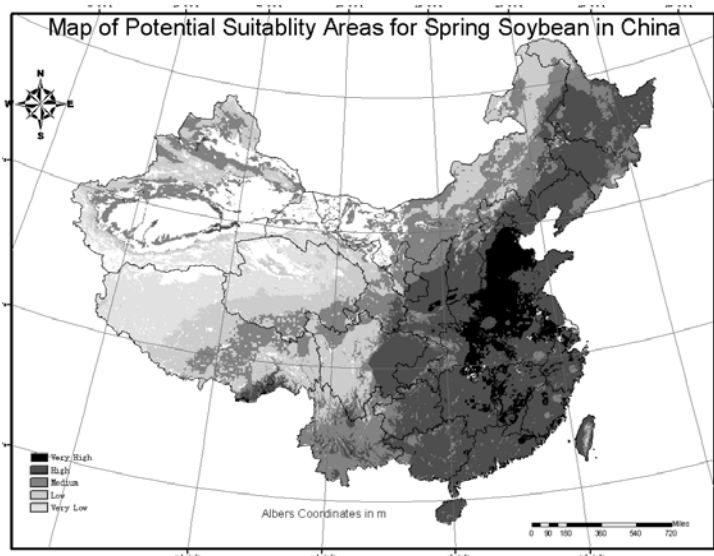 Map of Potential Suitablity Areas for Spring Soybean in China
N
W
E
S
Very High
High
Medium
Low
Very Low
Albers Coordinates in m
Miles
0 90 180 360 540 720